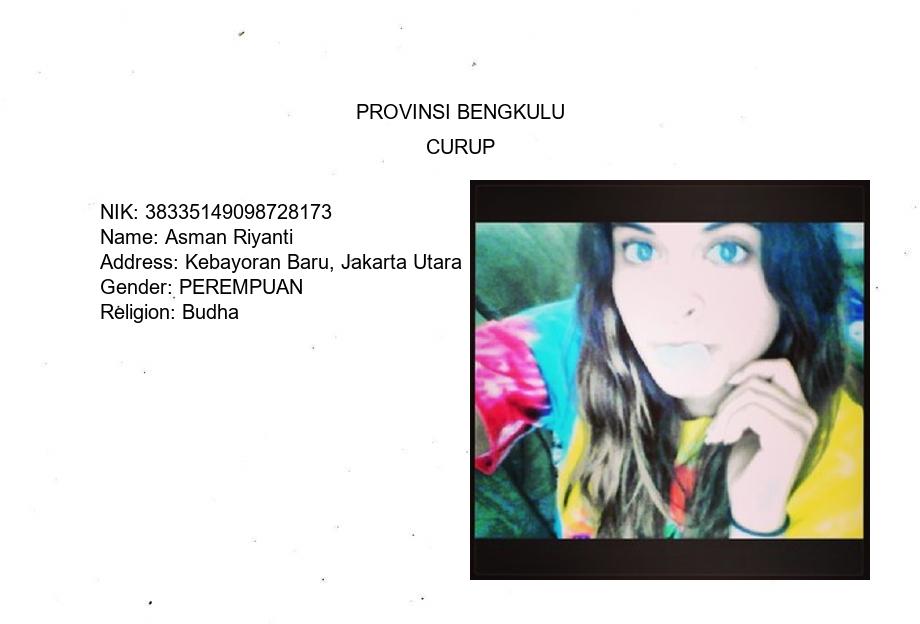 PROVINSI BENGKULU
CURUP
NIK: 38335149098728173
Name: Asman Riyanti
Address: Kebayoran Baru, Jakarta Utara
Gender: PEREMPUAN
Religion: Budha